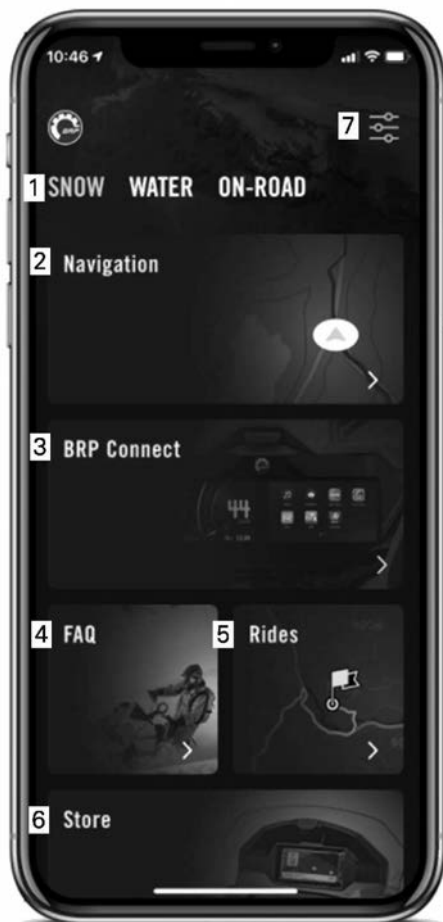 10:46
7
1 SNOW WATER ON-ROAD
2 Navigation
3 BRP Connect
44
4 FAQ
5 Rides
6 Store